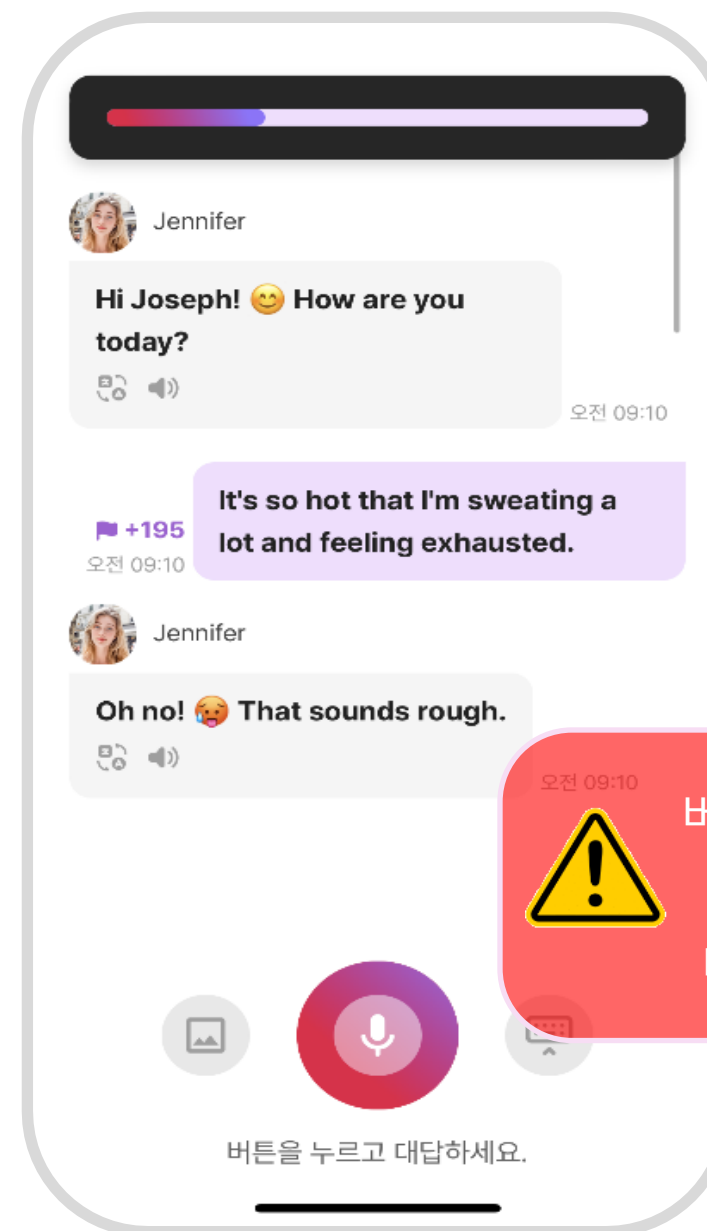 Jennifer
Hi Joseph! 😊 How are you
today?
오전 09:10
It's so hot that I'm sweating a
lot and feeling exhausted.
+195
오전 09:10
Jennifer
Oh no! 🥵 That sounds rough.
오전 09:10
버튼을 누르고 대답하세요.